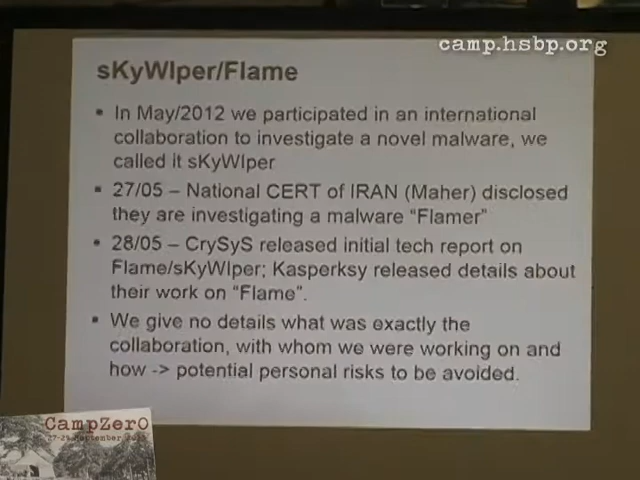 camp.hsbp.org
sKyWIper/Flame
▪ In May/2012 we participated in an international
collaboration to investigate a novel malware, we
called it sKyWIper
▪ 27/05 – National CERT of IRAN (Maher) disclosed
they are investigating a malware “Flamer”
▪ 28/05 – CrySyS released initial tech report on
Flame/sKyWIper; Kasperksy released details about
their work on “Flame”.
▪ We give no details what was exactly the
collaboration, with whom we were working on and
how -> potential personal risks to be avoided.
CampZer0
27-29 September